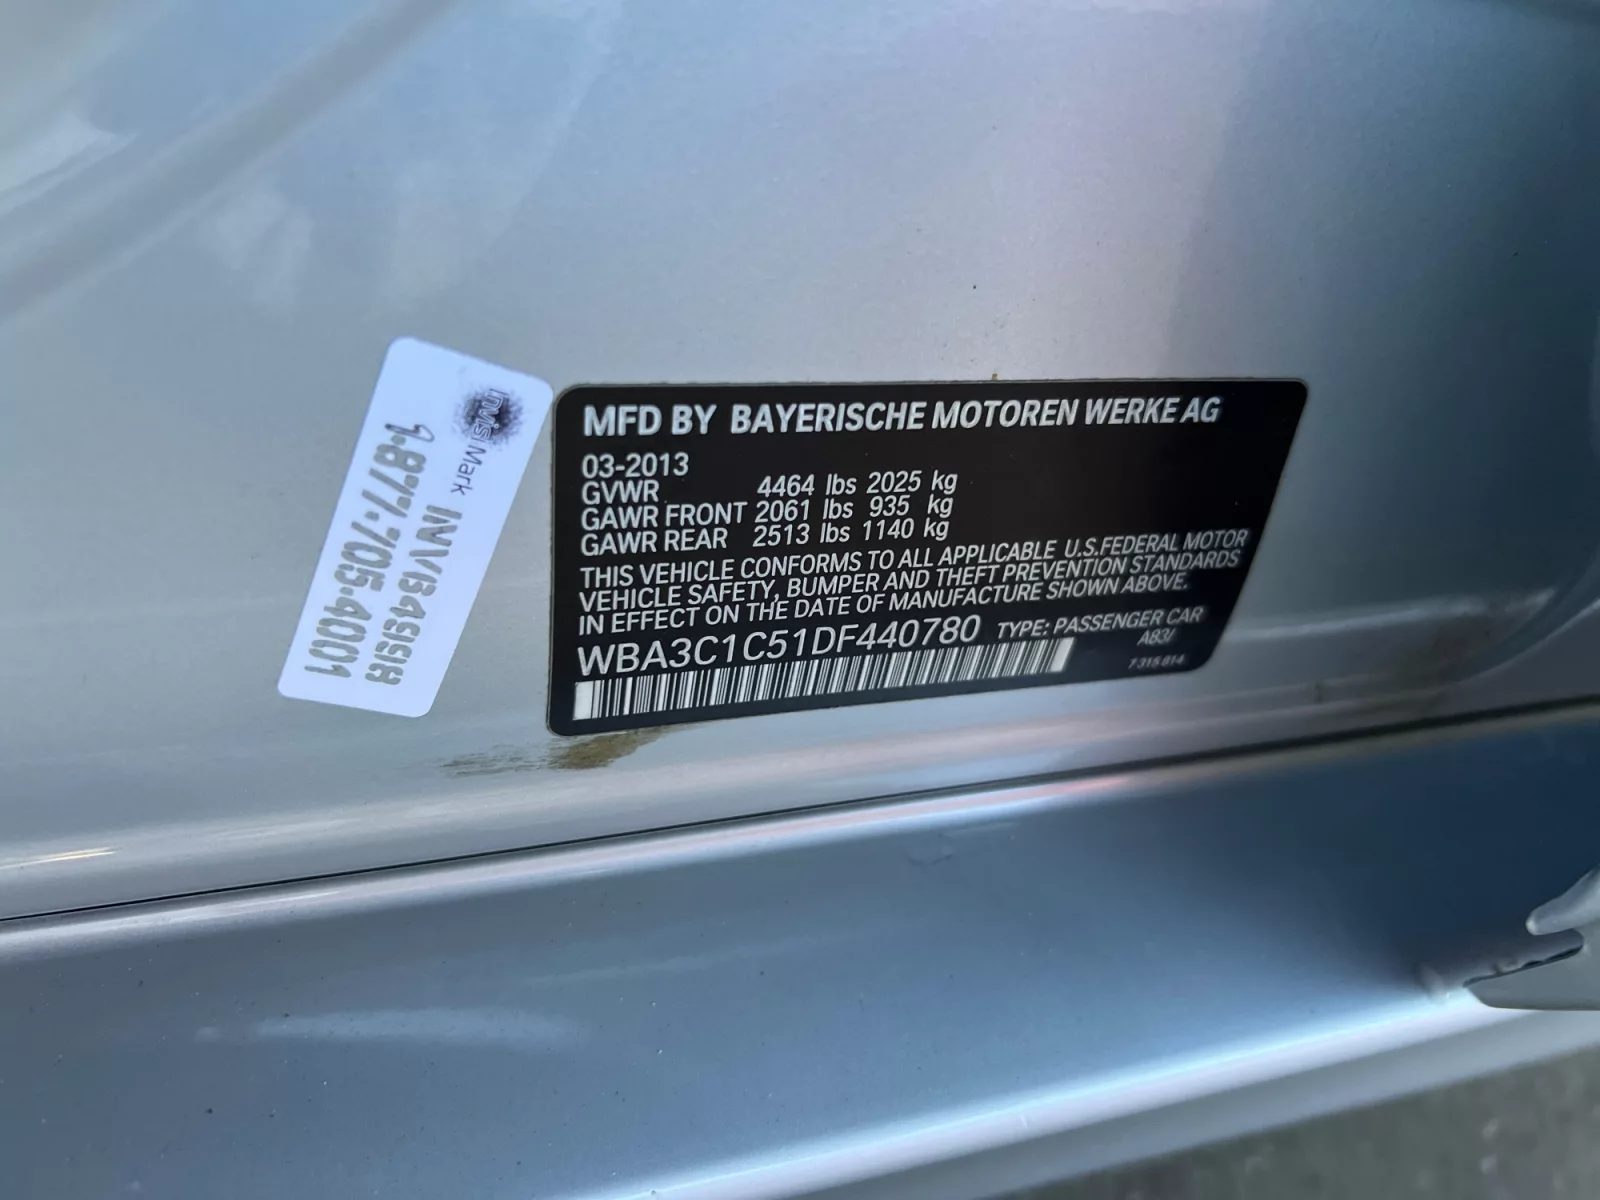 InvisiMark
INVB4991A
1.877.705.4001
MFD BY BAYERISCHE MOTOREN WERKE AG
03-2013
GVWR 4464 lbs 2025 kg
GAWR FRONT 2061 lbs 935 kg
GAWR REAR 2513 lbs 1140 kg
THIS VEHICLE CONFORMS TO ALL APPLICABLE U.S.FEDERAL MOTOR
VEHICLE SAFETY, BUMPER AND THEFT PREVENTION STANDARDS
IN EFFECT ON THE DATE OF MANUFACTURE SHOWN ABOVE.
WBA3C1C51DF440780 TYPE: PASSENGER CAR
A83/
7315814